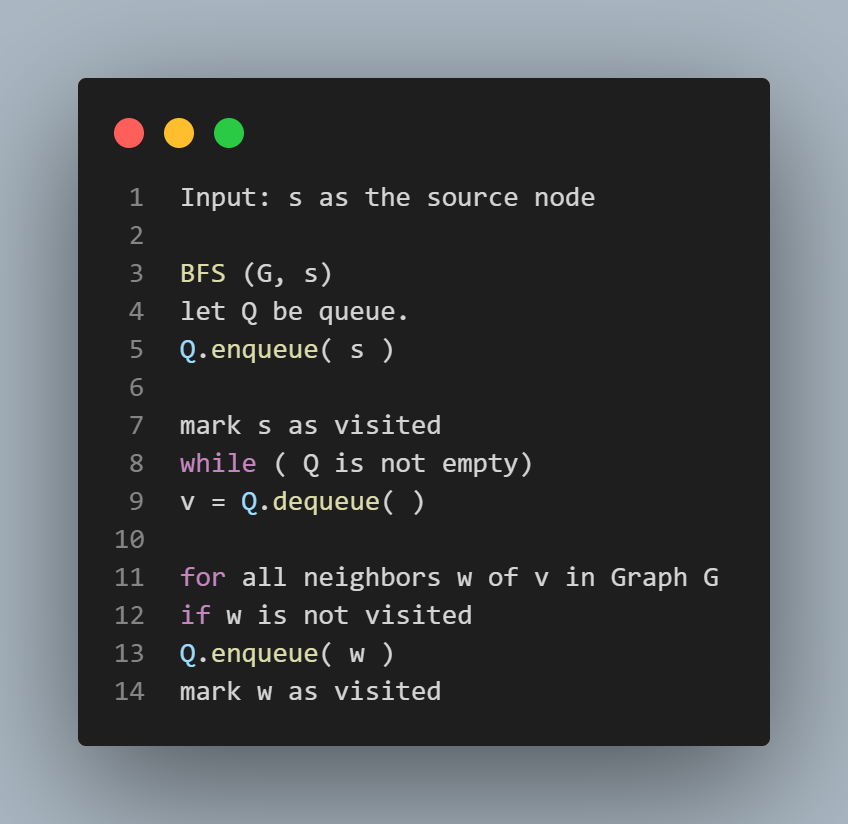 1 Input: s as the source node
2
3 BFS (G, s)
4 let Q be queue.
5 Q.enqueue( s )
6
7 mark s as visited
8 while ( Q is not empty)
9 v = Q.dequeue( )
10
11 for all neighbors w of v in Graph G
12 if w is not visited
13 Q.enqueue( w )
14 mark w as visited